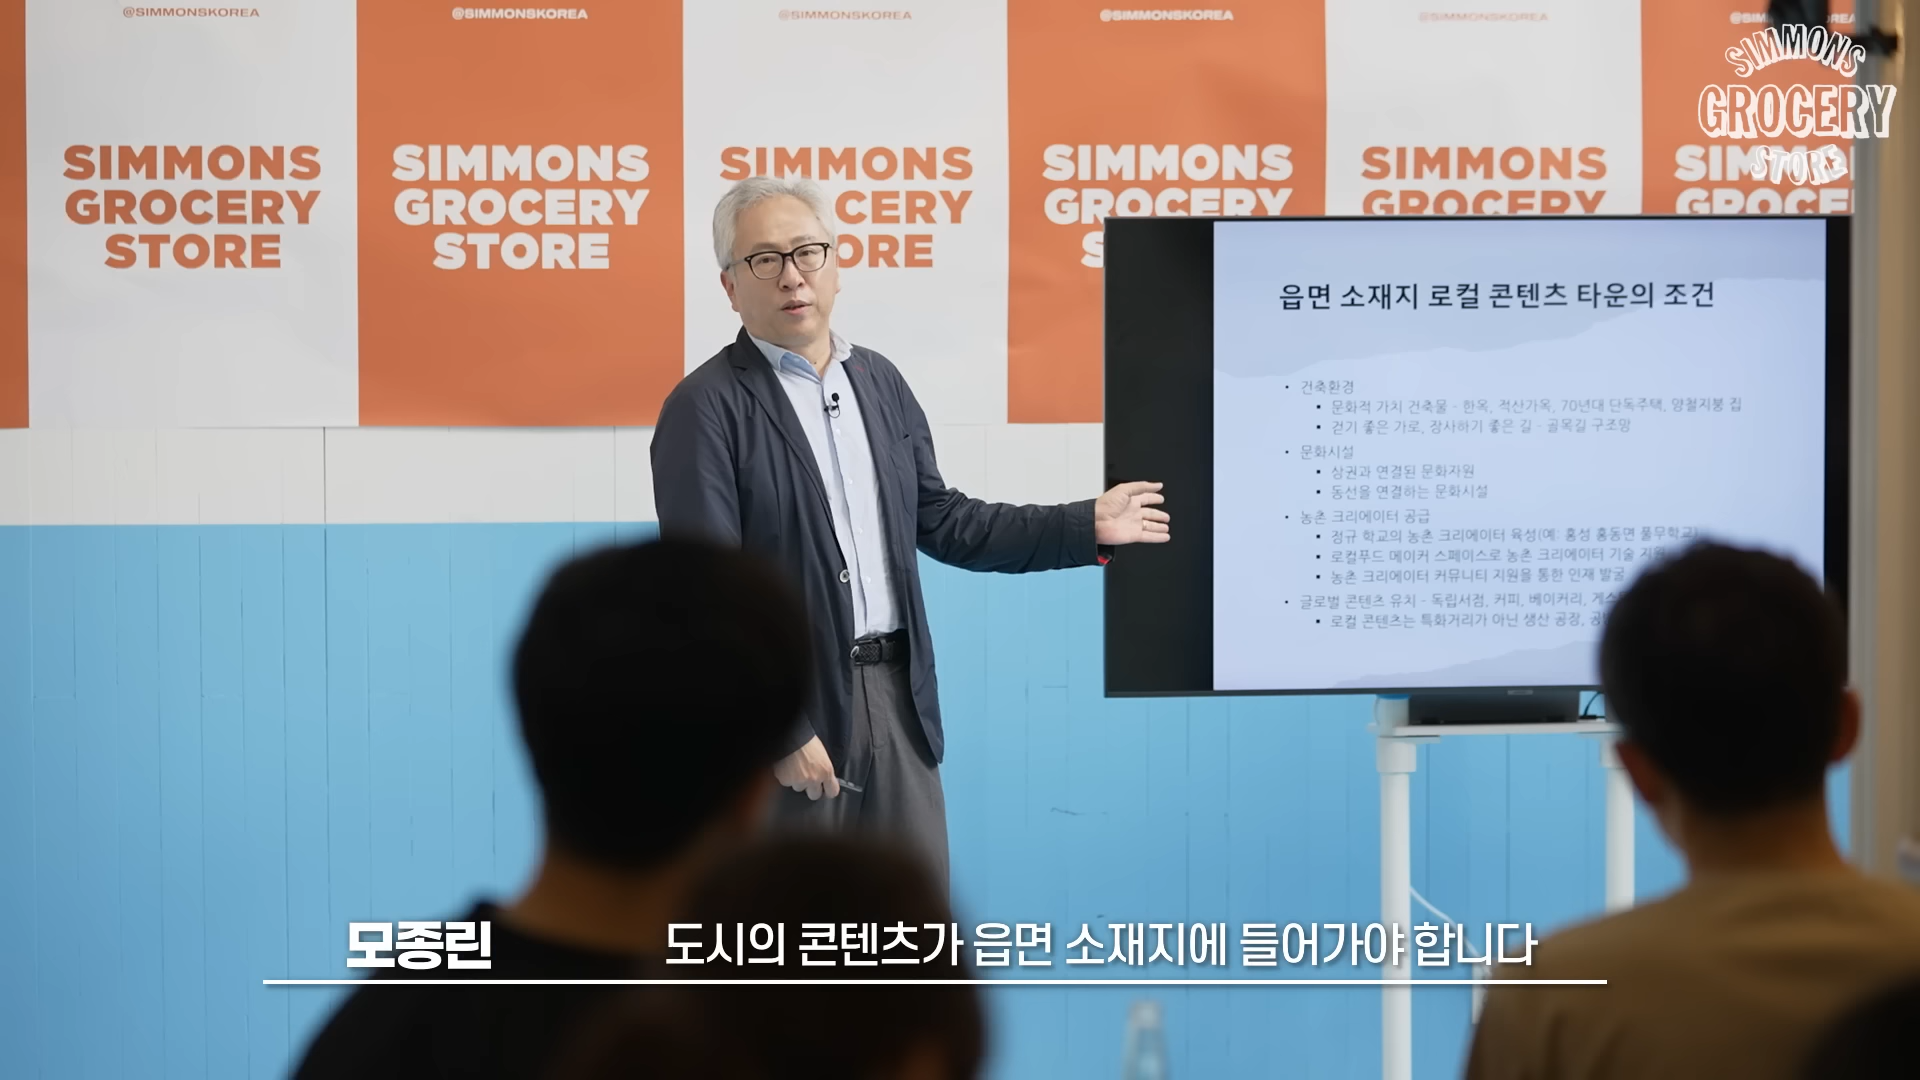 @SIMMONSKOREA
@SIMMONSKOREA
@SIMMONSKOREA
@SIMMONSKOREA
@SIMMONSKOREA
SIMMONS
GROCERY
STORE
SIMMONS
GROCERY
STORE
SIMMONS
CERY
ORE
SIMMONS
GROCERY
S
SIMMONS
GROCERY
SIMMONS
GROCERY
STORE
읍면 소재지 로컬 콘텐츠 타운의 조건
• 건축환경
• 문화적 가치 건축물 - 한옥, 적산가옥, 70년대 단독주택, 양철지붕 집
• 걷기 좋은 가로, 장사하기 좋은 길 - 골목길 구조망
• 문화시설
• 상권과 연결된 문화자원
• 동선을 연결하는 문화시설
• 농촌 크리에이터 공급
• 정규 학교의 농촌 크리에이터 육성(예: 홍성 홍동면 풀무학교)
• 로컬푸드 메이커 스페이스로 농촌 크리에이터 기술 지원
• 농촌 크리에이터 커뮤니티 지원을 통한 인재 발굴
• 글로벌 콘텐츠 유치 - 독립서점, 커피, 베이커리,
• 로컬 콘텐츠는 특화거리가 아닌 생산 공장,
모종린 도시의 콘텐츠가 읍면 소재지에 들어가야 합니다